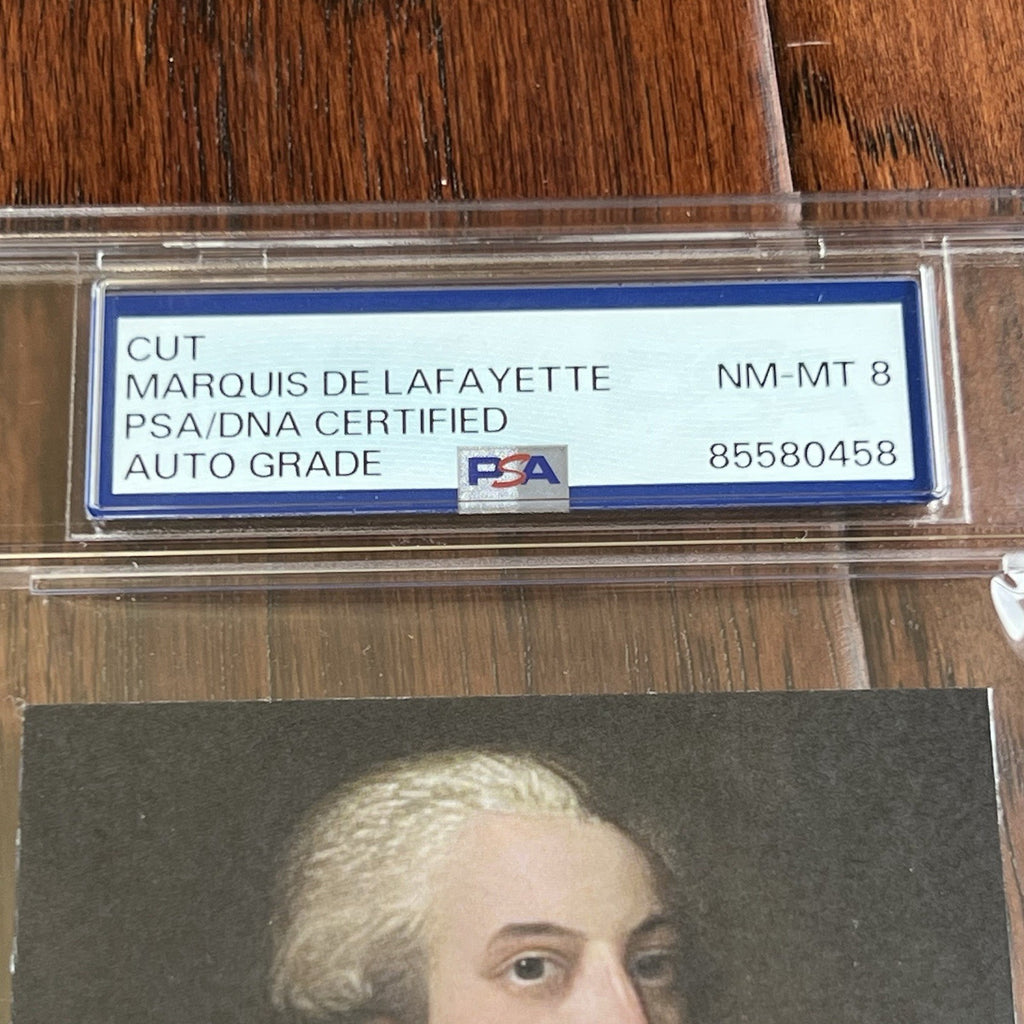 CUT
MARQUIS DE LAFAYETTE
PSA/DNA CERTIFIED
AUTO GRADE
NM-MT 8
85580458
PSA